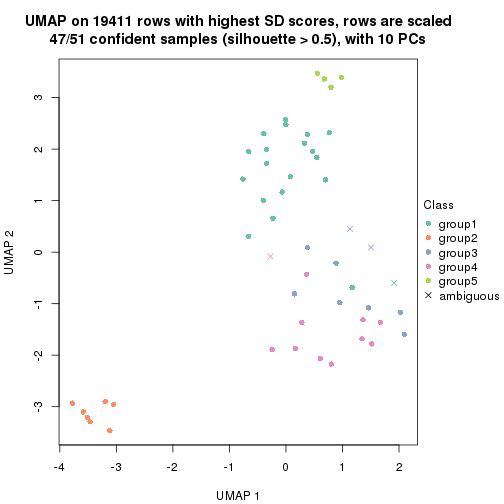 UMAP on 19411 rows with highest SD scores, rows are scaled
47/51 confident samples (silhouette > 0.5), with 10 PCs
UMAP 2
3
2
1
0
-1
-2
-3
-4
-3
-2
-1
0
1
2
UMAP 1
Class
group1
group2
group3
group4
group5
ambiguous